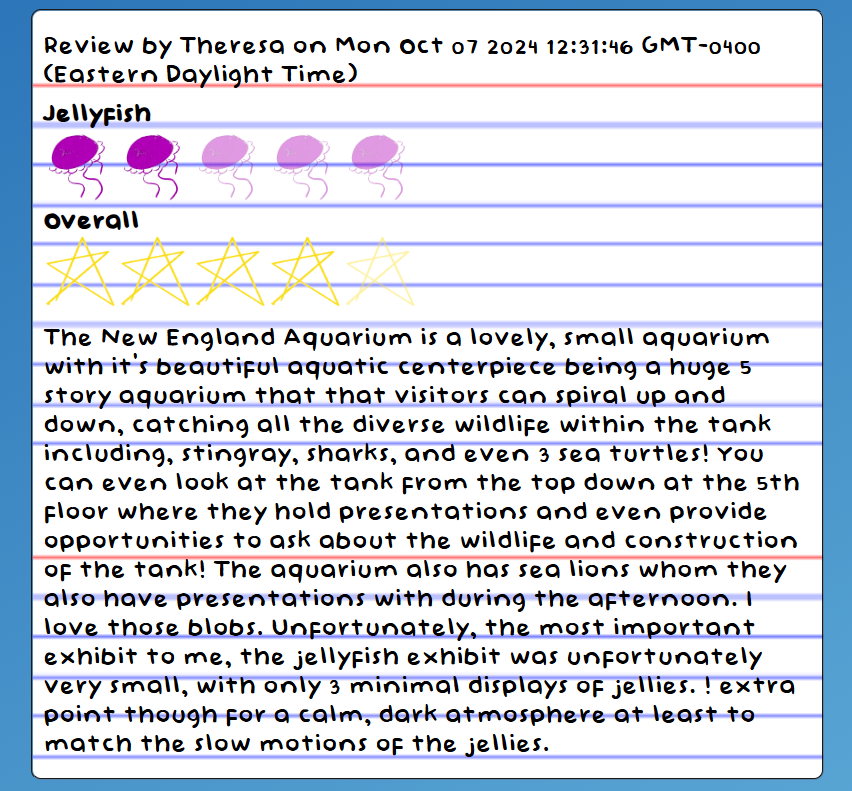 Review by Theresa on Mon Oct 07 2024 12:31:46 GMT-0400
(Eastern Daylight Time)
Jellyfish
Overall
The New England Aquarium is a lovely, small aquarium
with it's beautiful aquatic centerpiece being a huge 5
story aquarium that that visitors can spiral up and
down, catching all the diverse wildlife within the tank
including, stingray, sharks, and even 3 sea turtles! You
can even look at the tank from the top down at the 5th
floor where they hold presentations and even provide
opportunities to ask about the wildlife and construction
of the tank! The aquarium also has sea lions whom they
also have presentations with during the afternoon. I
love those blobs. Unfortunately, the most important
exhibit to me, the jellyfish exhibit was unfortunately
very small, with only 3 minimal displays of jellies. ! extra
point though for a calm, dark atmosphere at least to
match the slow motions of the jellies.